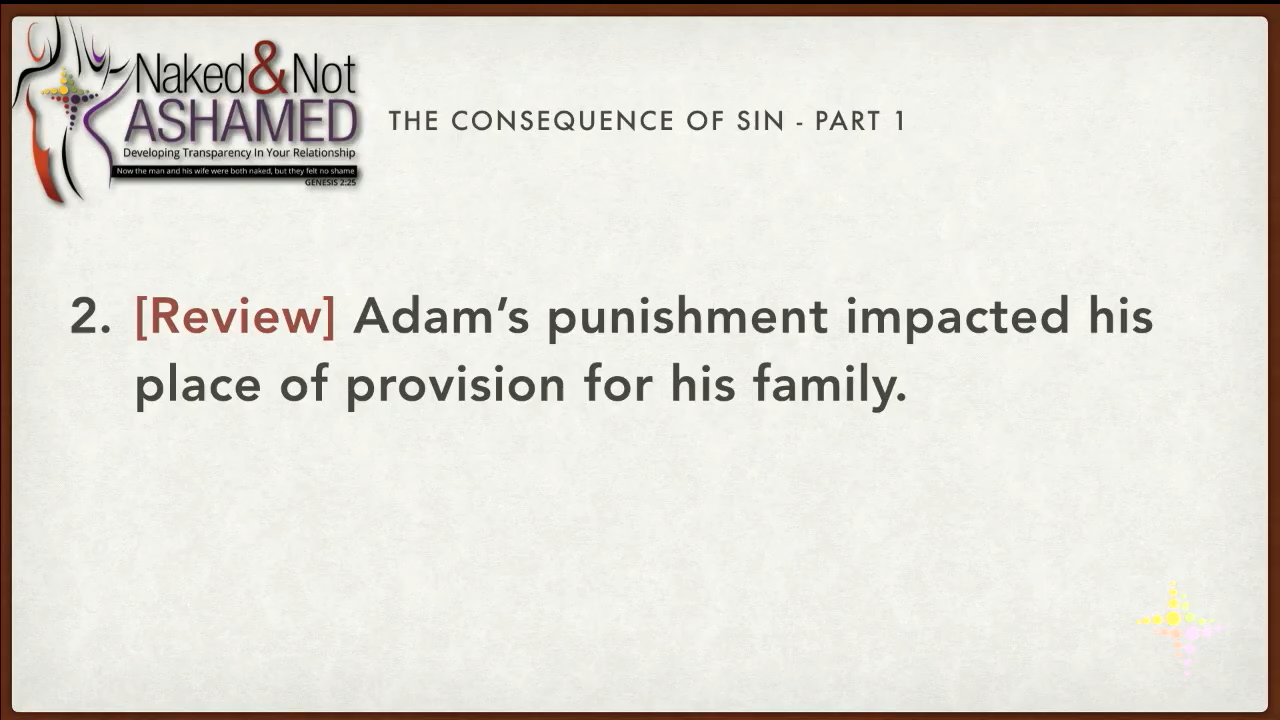 Naked&Not
ASHAMED
Developing Transparency In Your Relationship
Now the man and his wife were both naked, but they felt no shame
GENESIS 2:25
THE CONSEQUENCE OF SIN - PART 1
2. [Review] Adam’s punishment impacted his
place of provision for his family.